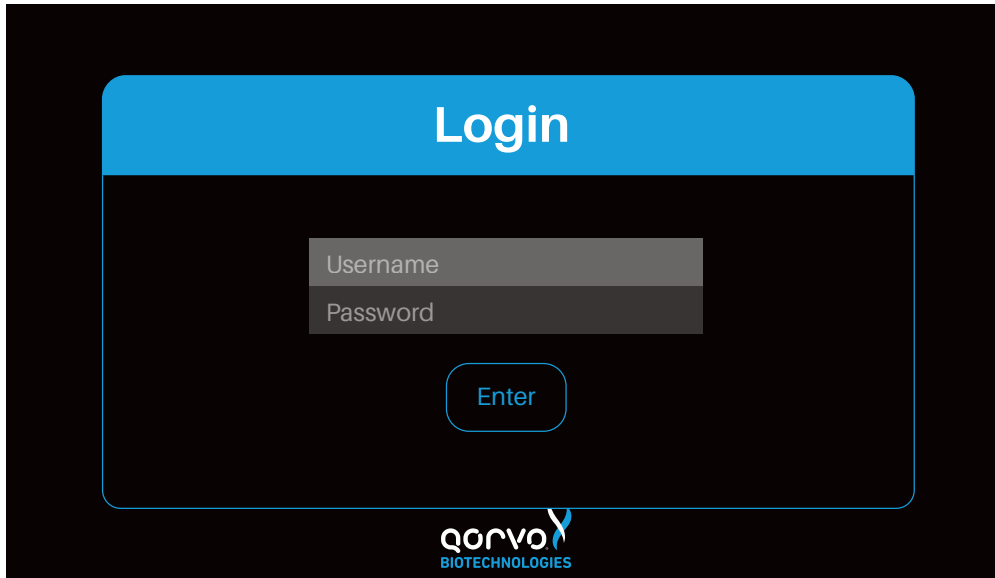 Login
Username
Password
Enter
QORVO.
BIOTECHNOLOGIES